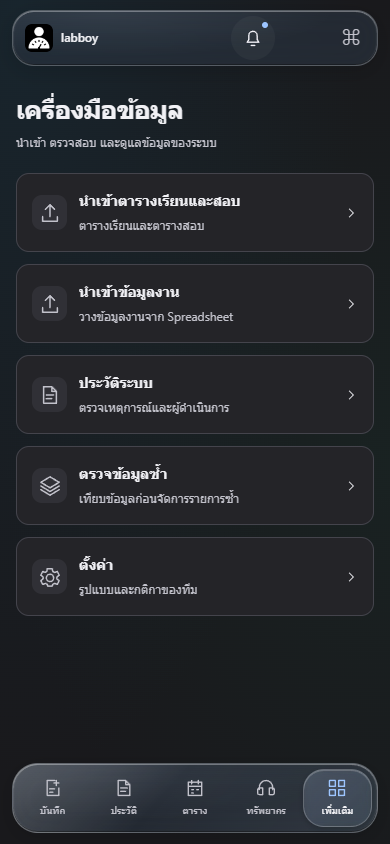 labboy
เครื่องมือข้อมูล
นำเข้า ตรวจสอบ และดูแลข้อมูลของระบบ
นำเข้าตารางเรียนและสอบ
ตารางเรียนและตารางสอบ
นำเข้าข้อมูลงาน
วางข้อมูลงานจาก Spreadsheet
ประวัติระบบ
ตรวจเหตุการณ์และผู้ดำเนินการ
ตรวจข้อมูลซ้ำ
เทียบข้อมูลก่อนจัดการรายการซ้ำ
ตั้งค่า
รูปแบบและกติกาของทีม
บันทึก
ประวัติ
ตาราง
ทรัพยากร
เพิ่มเติม